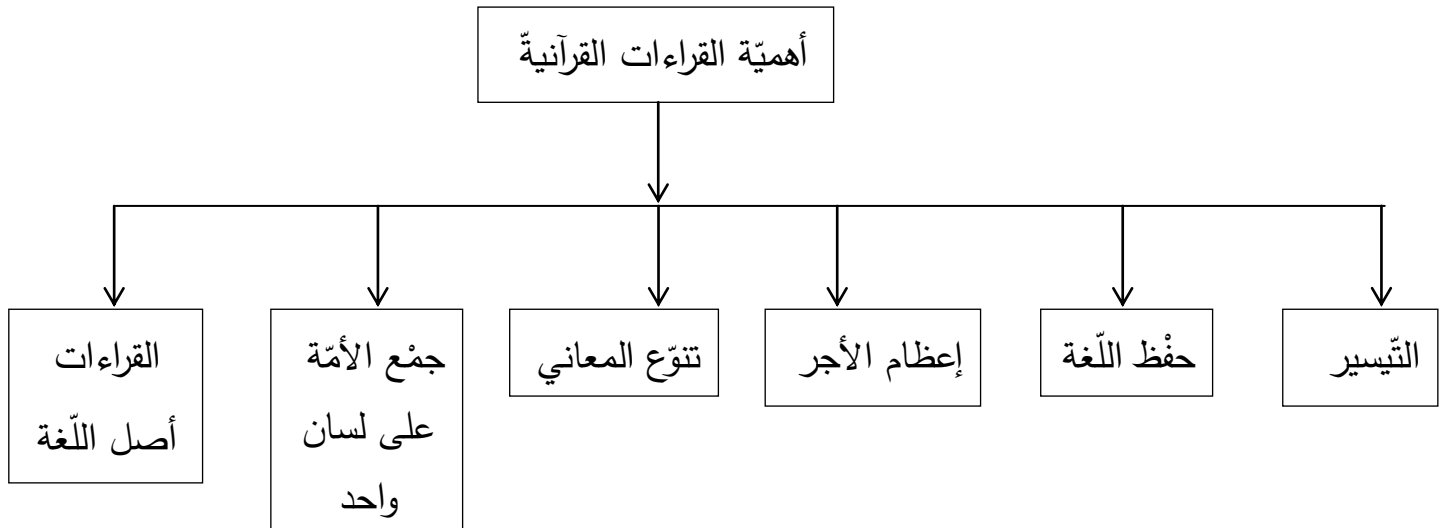 أهميّة القراءات القرآنيةّ
التّيسير
حفْظ اللّغة
إعظام الأجر
تنوّع المعاني
جمْع الأمّة
على لسان
واحد
القراءات
أصل اللّغة